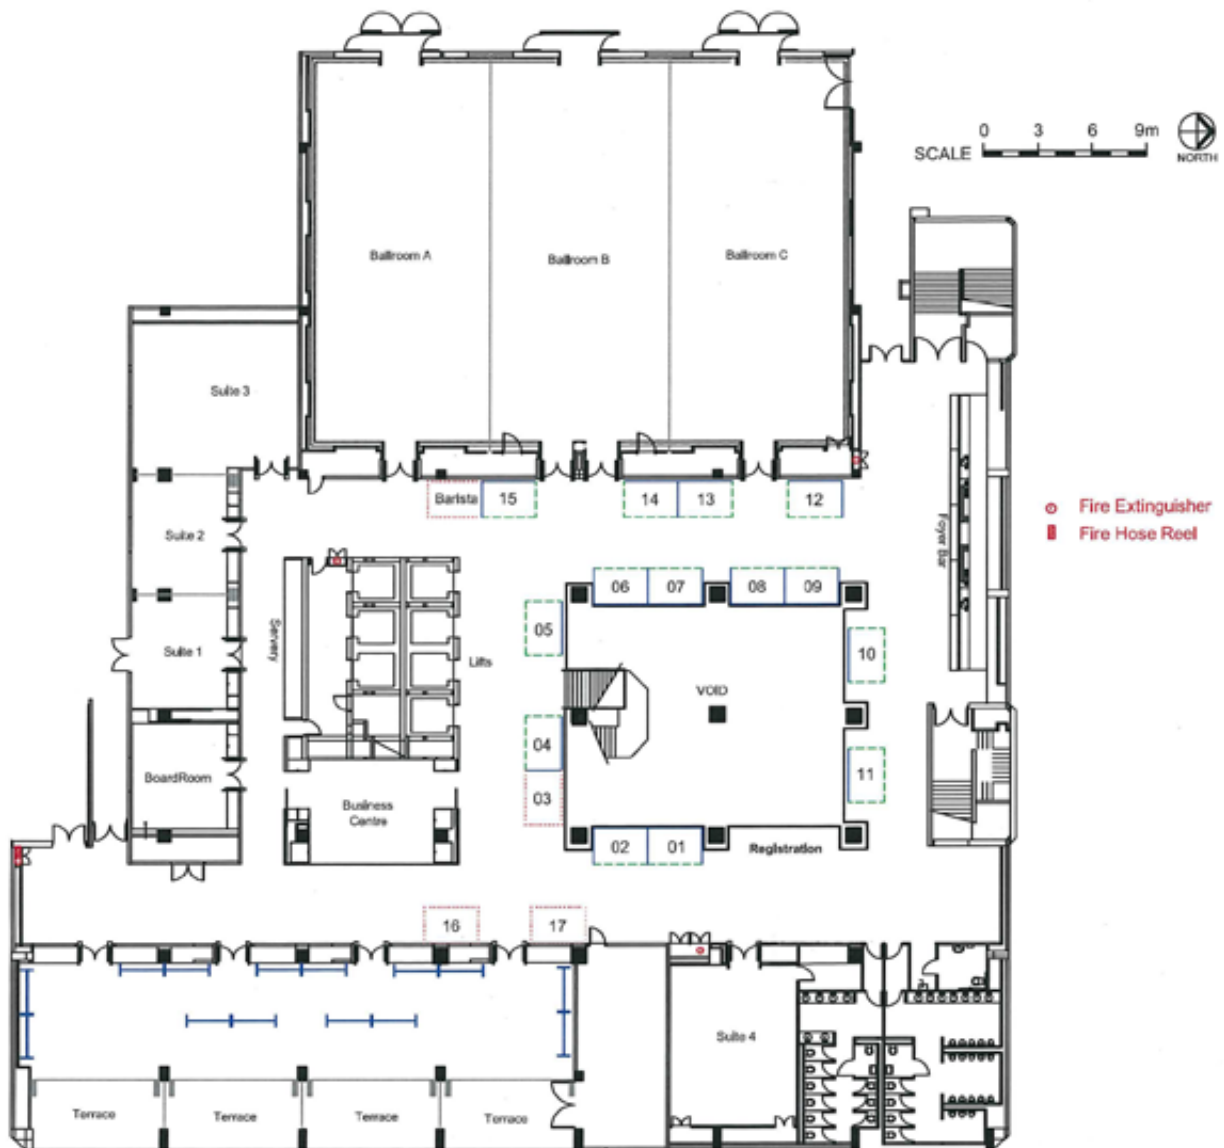 0 3 6 9m
SCALE
NORTH
Ballroom A
Ballroom B
Ballroom C
Suite 3
Barista
15
14
13
12
Fire Extinguisher
Fire Hose Reel
Foyer Bar
Suite 2
06
07
08
09
05
10
Servery
Suite 1
Lifts
VOID
04
11
BoardRoom
03
Business
Centre
02
01
Registration
16
17
Suite 4
Terrace
Terrace
Terrace
Terrace